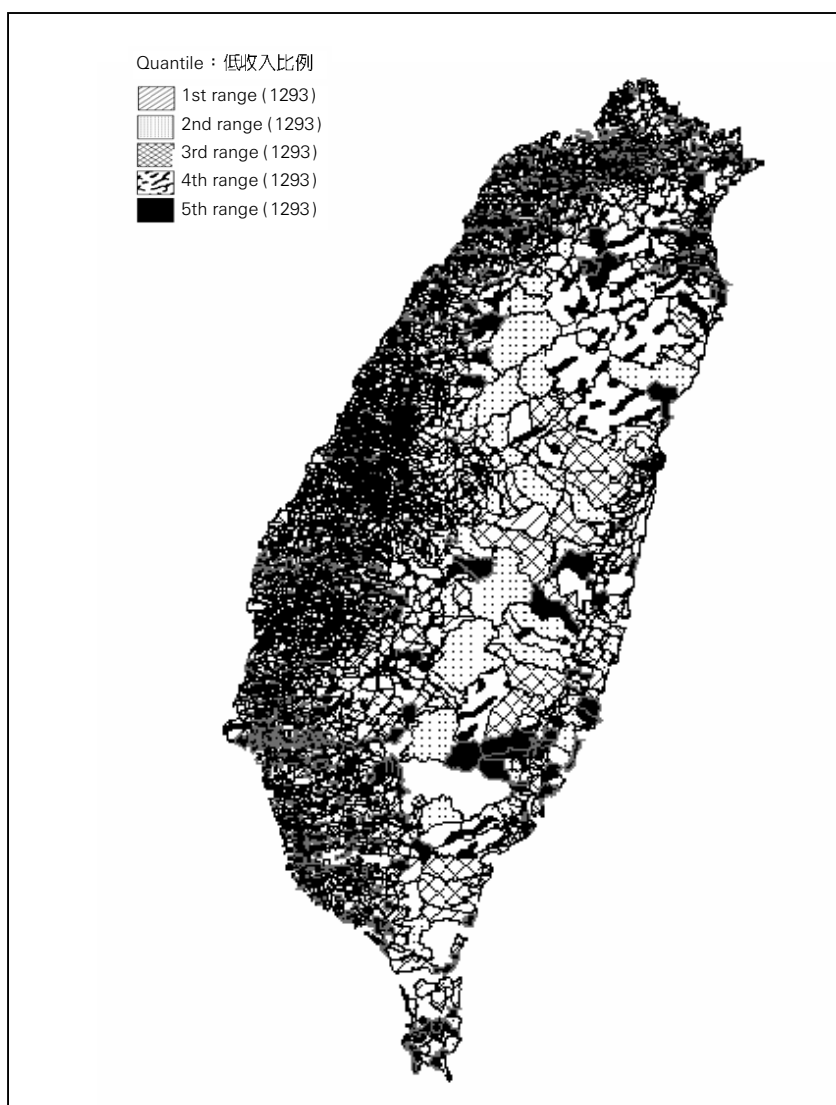 Quantile：低收入比例
1st range (1293)
2nd range (1293)
3rd range (1293)
4th range (1293)
5th range (1293)